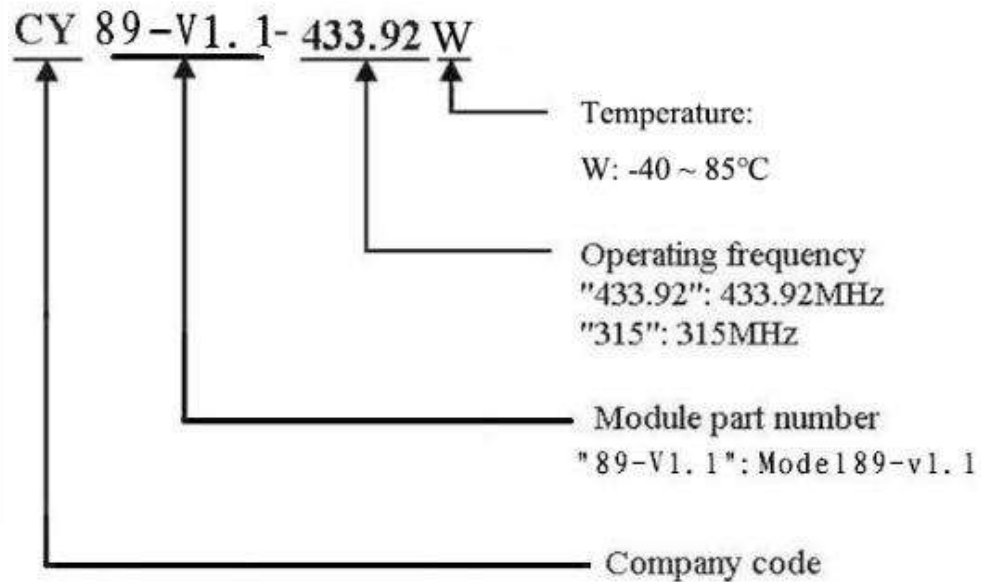 CY 89-V1.1-433.92 W
Temperature:
W: -40 ~ 85℃
Operating frequency
"433.92": 433.92MHz
"315": 315MHz
Module part number
"89-V1.1":Model89-v1.1
Company code